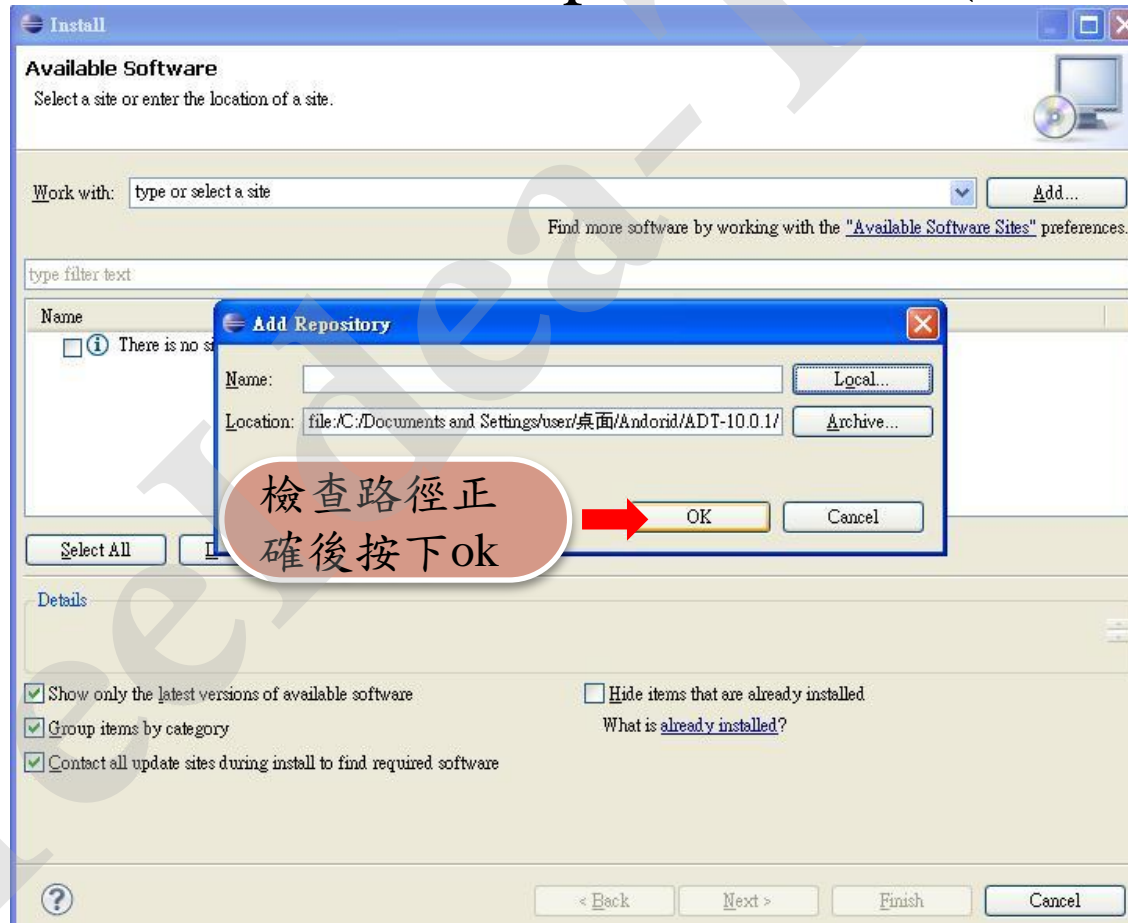 Install
Available Software
Select a site or enter the location of a site.
Work with: type or select a site Add...
Find more software by working with the "Available Software Sites" preferences.
type filter text
Name
There is no si
Add Repository
Name: Local...
Location: file:/C:/Documents and Settings/user/桌面/Andorid/ADT-10.0.1/ Archive...
檢查路徑正
確後按下ok
OK Cancel
Select All
Details
Show only the latest versions of available software
Hide items that are already installed
Group items by category
What is already installed?
Contact all update sites during install to find required software
< Back Next > Finish Cancel